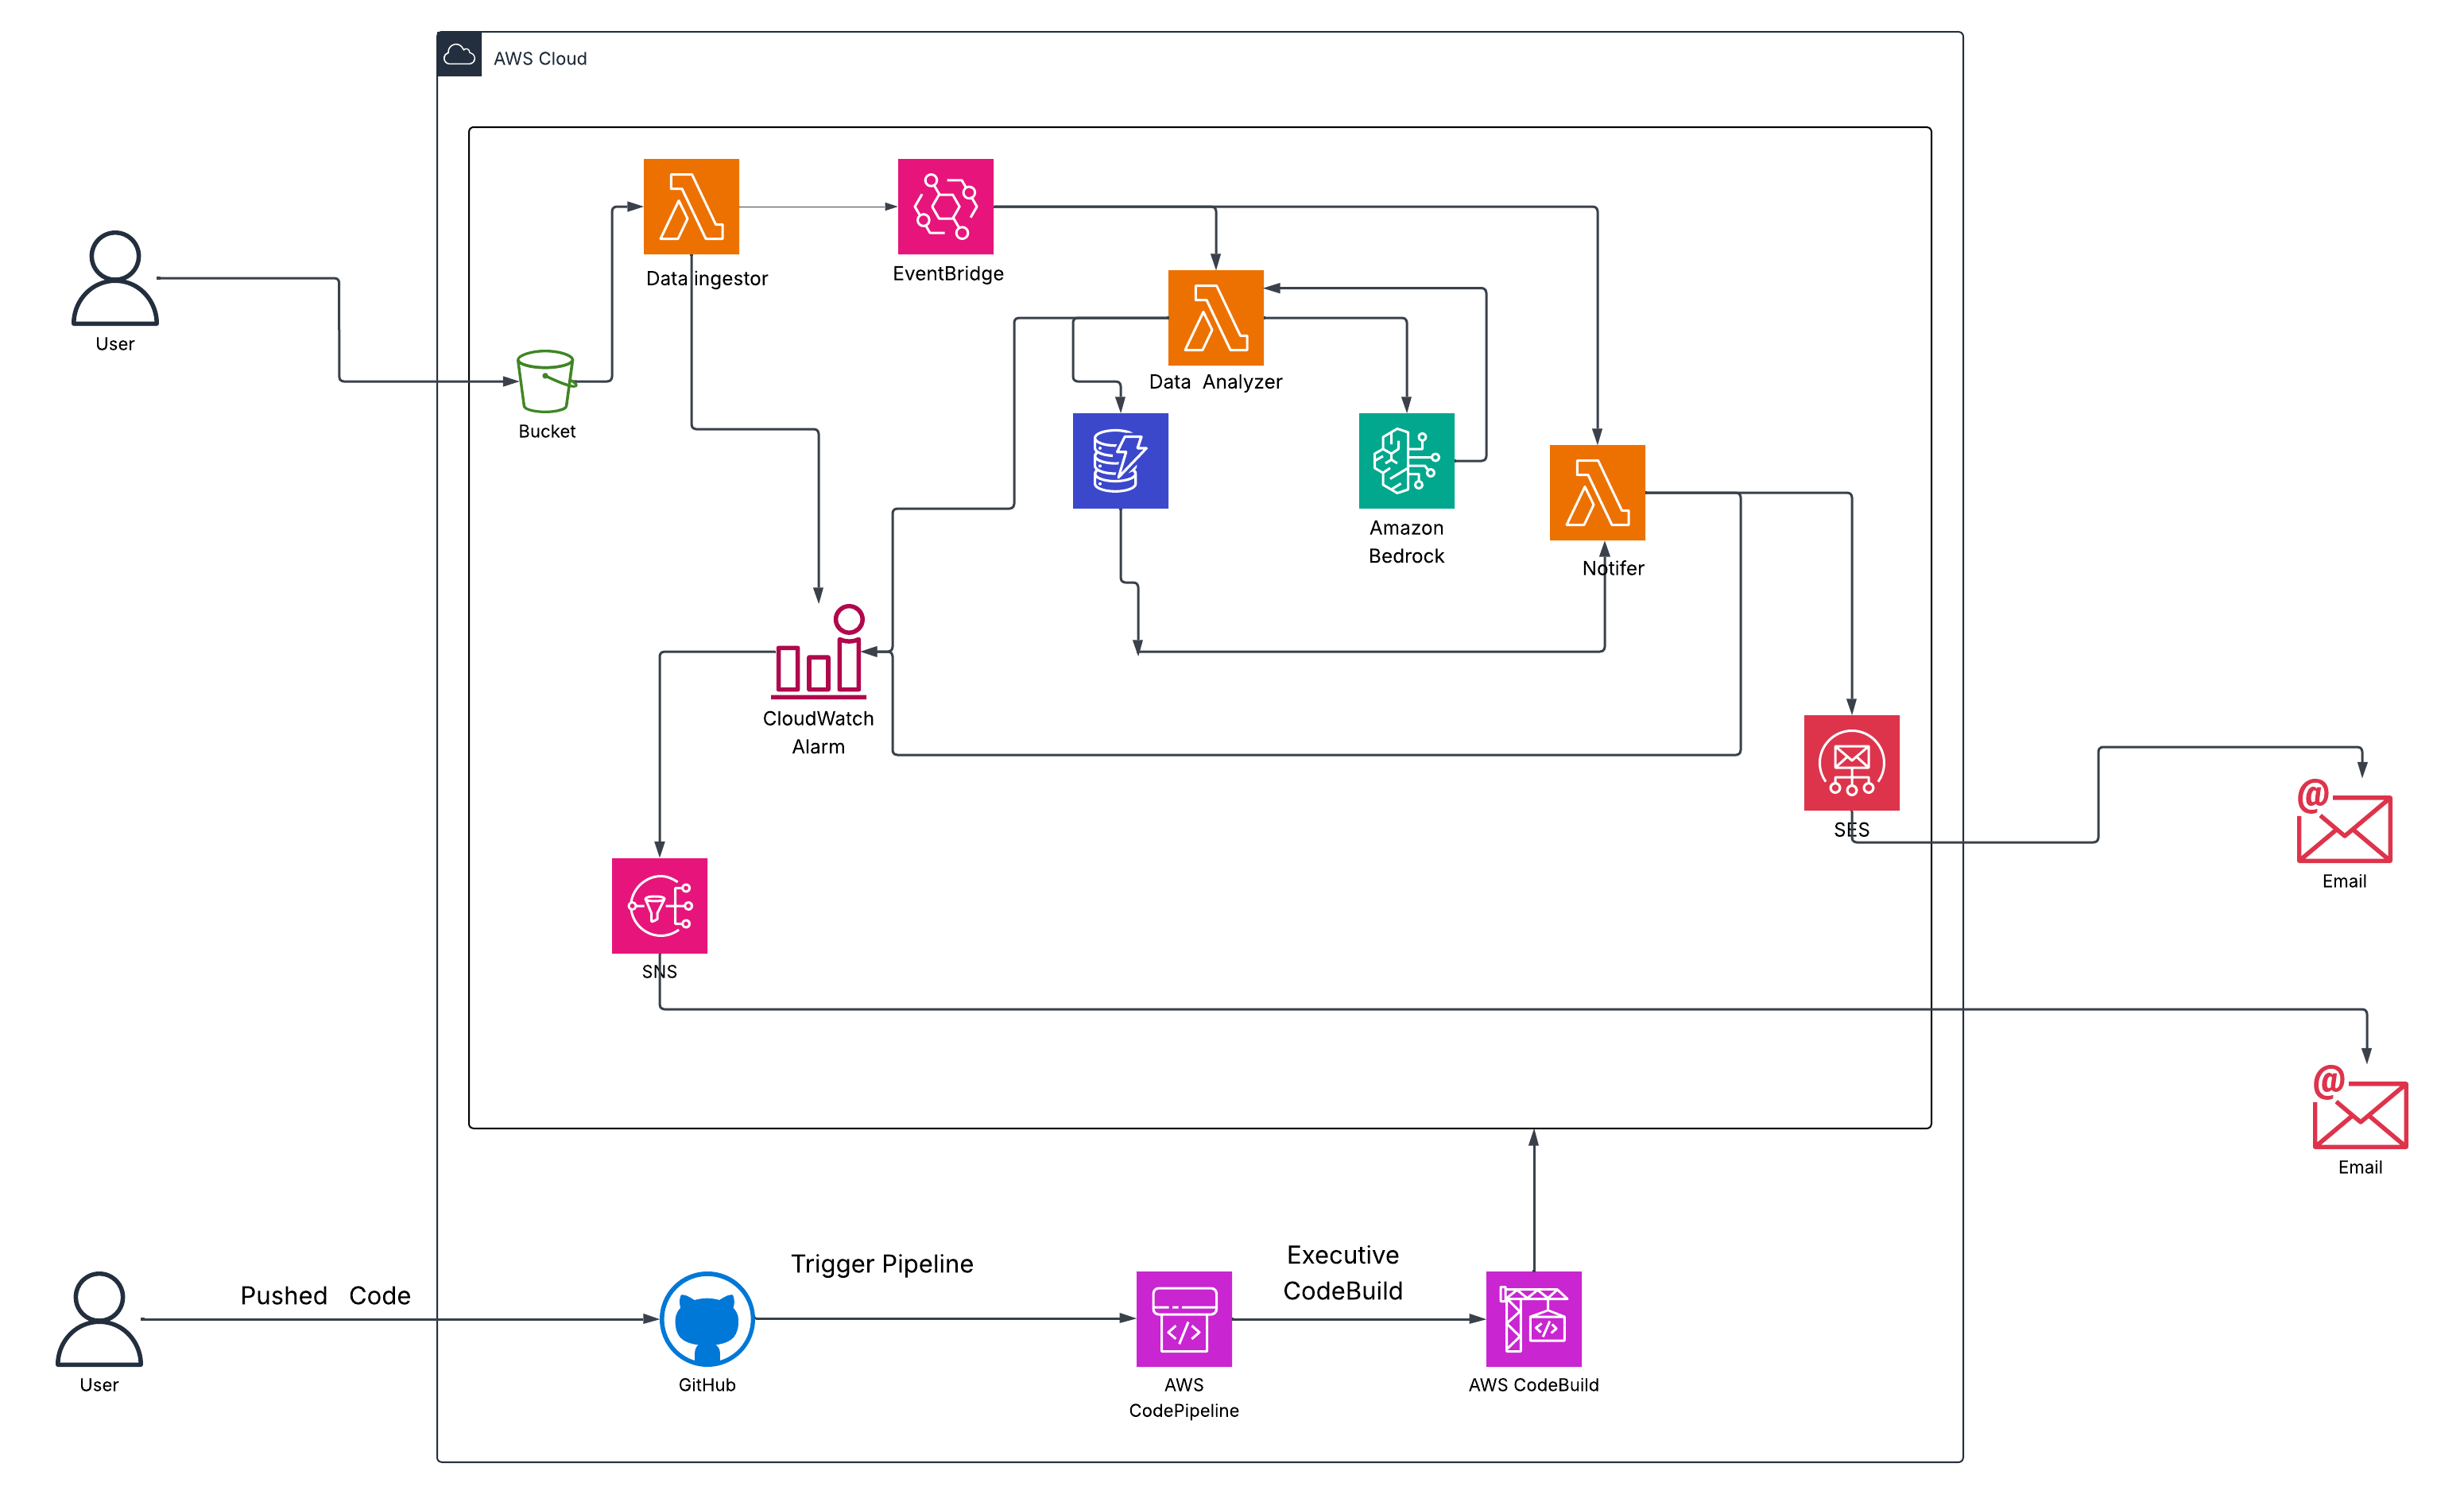 AWS Cloud
Data ingestor
EventBridge
User
Data Analyzer
Bucket
Amazon
Bedrock
Notifer
CloudWatch
Alarm
SES
Email
SNS
Email
Pushed Code
Trigger Pipeline
Executive
CodeBuild
User
GitHub
AWS
CodePipeline
AWS CodeBuild